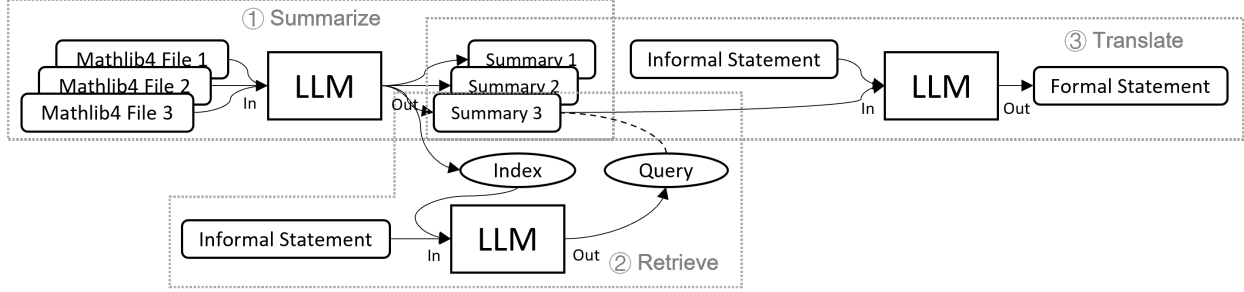 ① Summarize
③ Translate
Mathlib4 File 1
Mathlib4 File 2
Mathlib4 File 3
In
LLM
Out
Summary 1
Summary 2
Summary 3
Informal Statement
In
LLM
Out
Formal Statement
Index
Query
Informal Statement
In
LLM
Out
② Retrieve